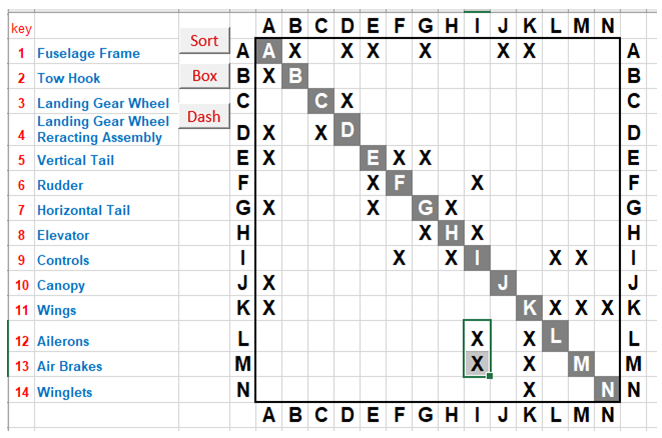 A B C D E F G H I J K L M N
key
Sort
1 Fuselage Frame A A X X X X X X A
2 Tow Hook Box B X B B
3 Landing Gear Wheel C C X C
Landing Gear Wheel Dash
4 Reracting Assembly D X X D D
5 Vertical Tail E X E X X E
6 Rudder F X F X F
7 Horizontal Tail G X X G X G
8 Elevator H X H X H
9 Controls I X X I X X I
10 Canopy J X J J
11 Wings K X K X X X K
12 Ailerons L X X L L
13 Air Brakes M X X M M
14 Winglets N X N N
A B C D E F G H I J K L M N